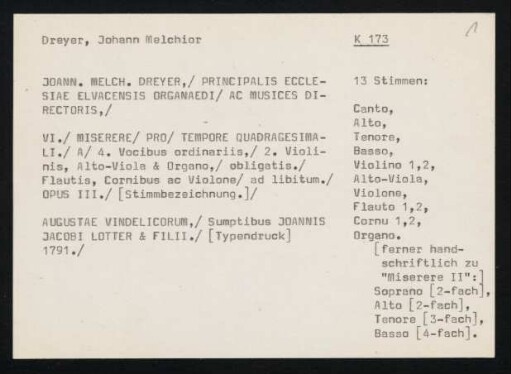 1
Dreyer, Johann Melchior
K 173
JOANN. MELCH. DREYER,/ PRINCIPALIS ECCLE-
SIAE ELVACENSIS ORGANAEDI/ AC MUSICES DI-
RECTORIS,/
VI./ MISERERE/ PRO/ TEMPORE QUADRAGESIMA-
LI./ A/ 4. Vocibus ordinariis,/ 2. Violi-
nis, Alto-Viola & Organo,/ obligatis./
Flautis, Cornibus ac Violone/ ad libitum./
OPUS III./ [Stimmbezeichnung.]/
AUGUSTAE VINDELICORUM,/ Sumptibus JOANNIS
JACOBI LOTTER & FILII./ [Typendruck]
1791./
13 Stimmen:
Canto,
Alto,
Tenore,
Basso,
Violino 1,2,
Alto-Viola,
Violone,
Flauto 1,2,
Cornu 1,2,
Organo.
[ferner hand-
schriftlich zu
"Miserere II":]
Soprano [2-fach],
Alto [2-fach],
Tenore [3-fach],
Basso [4-fach].